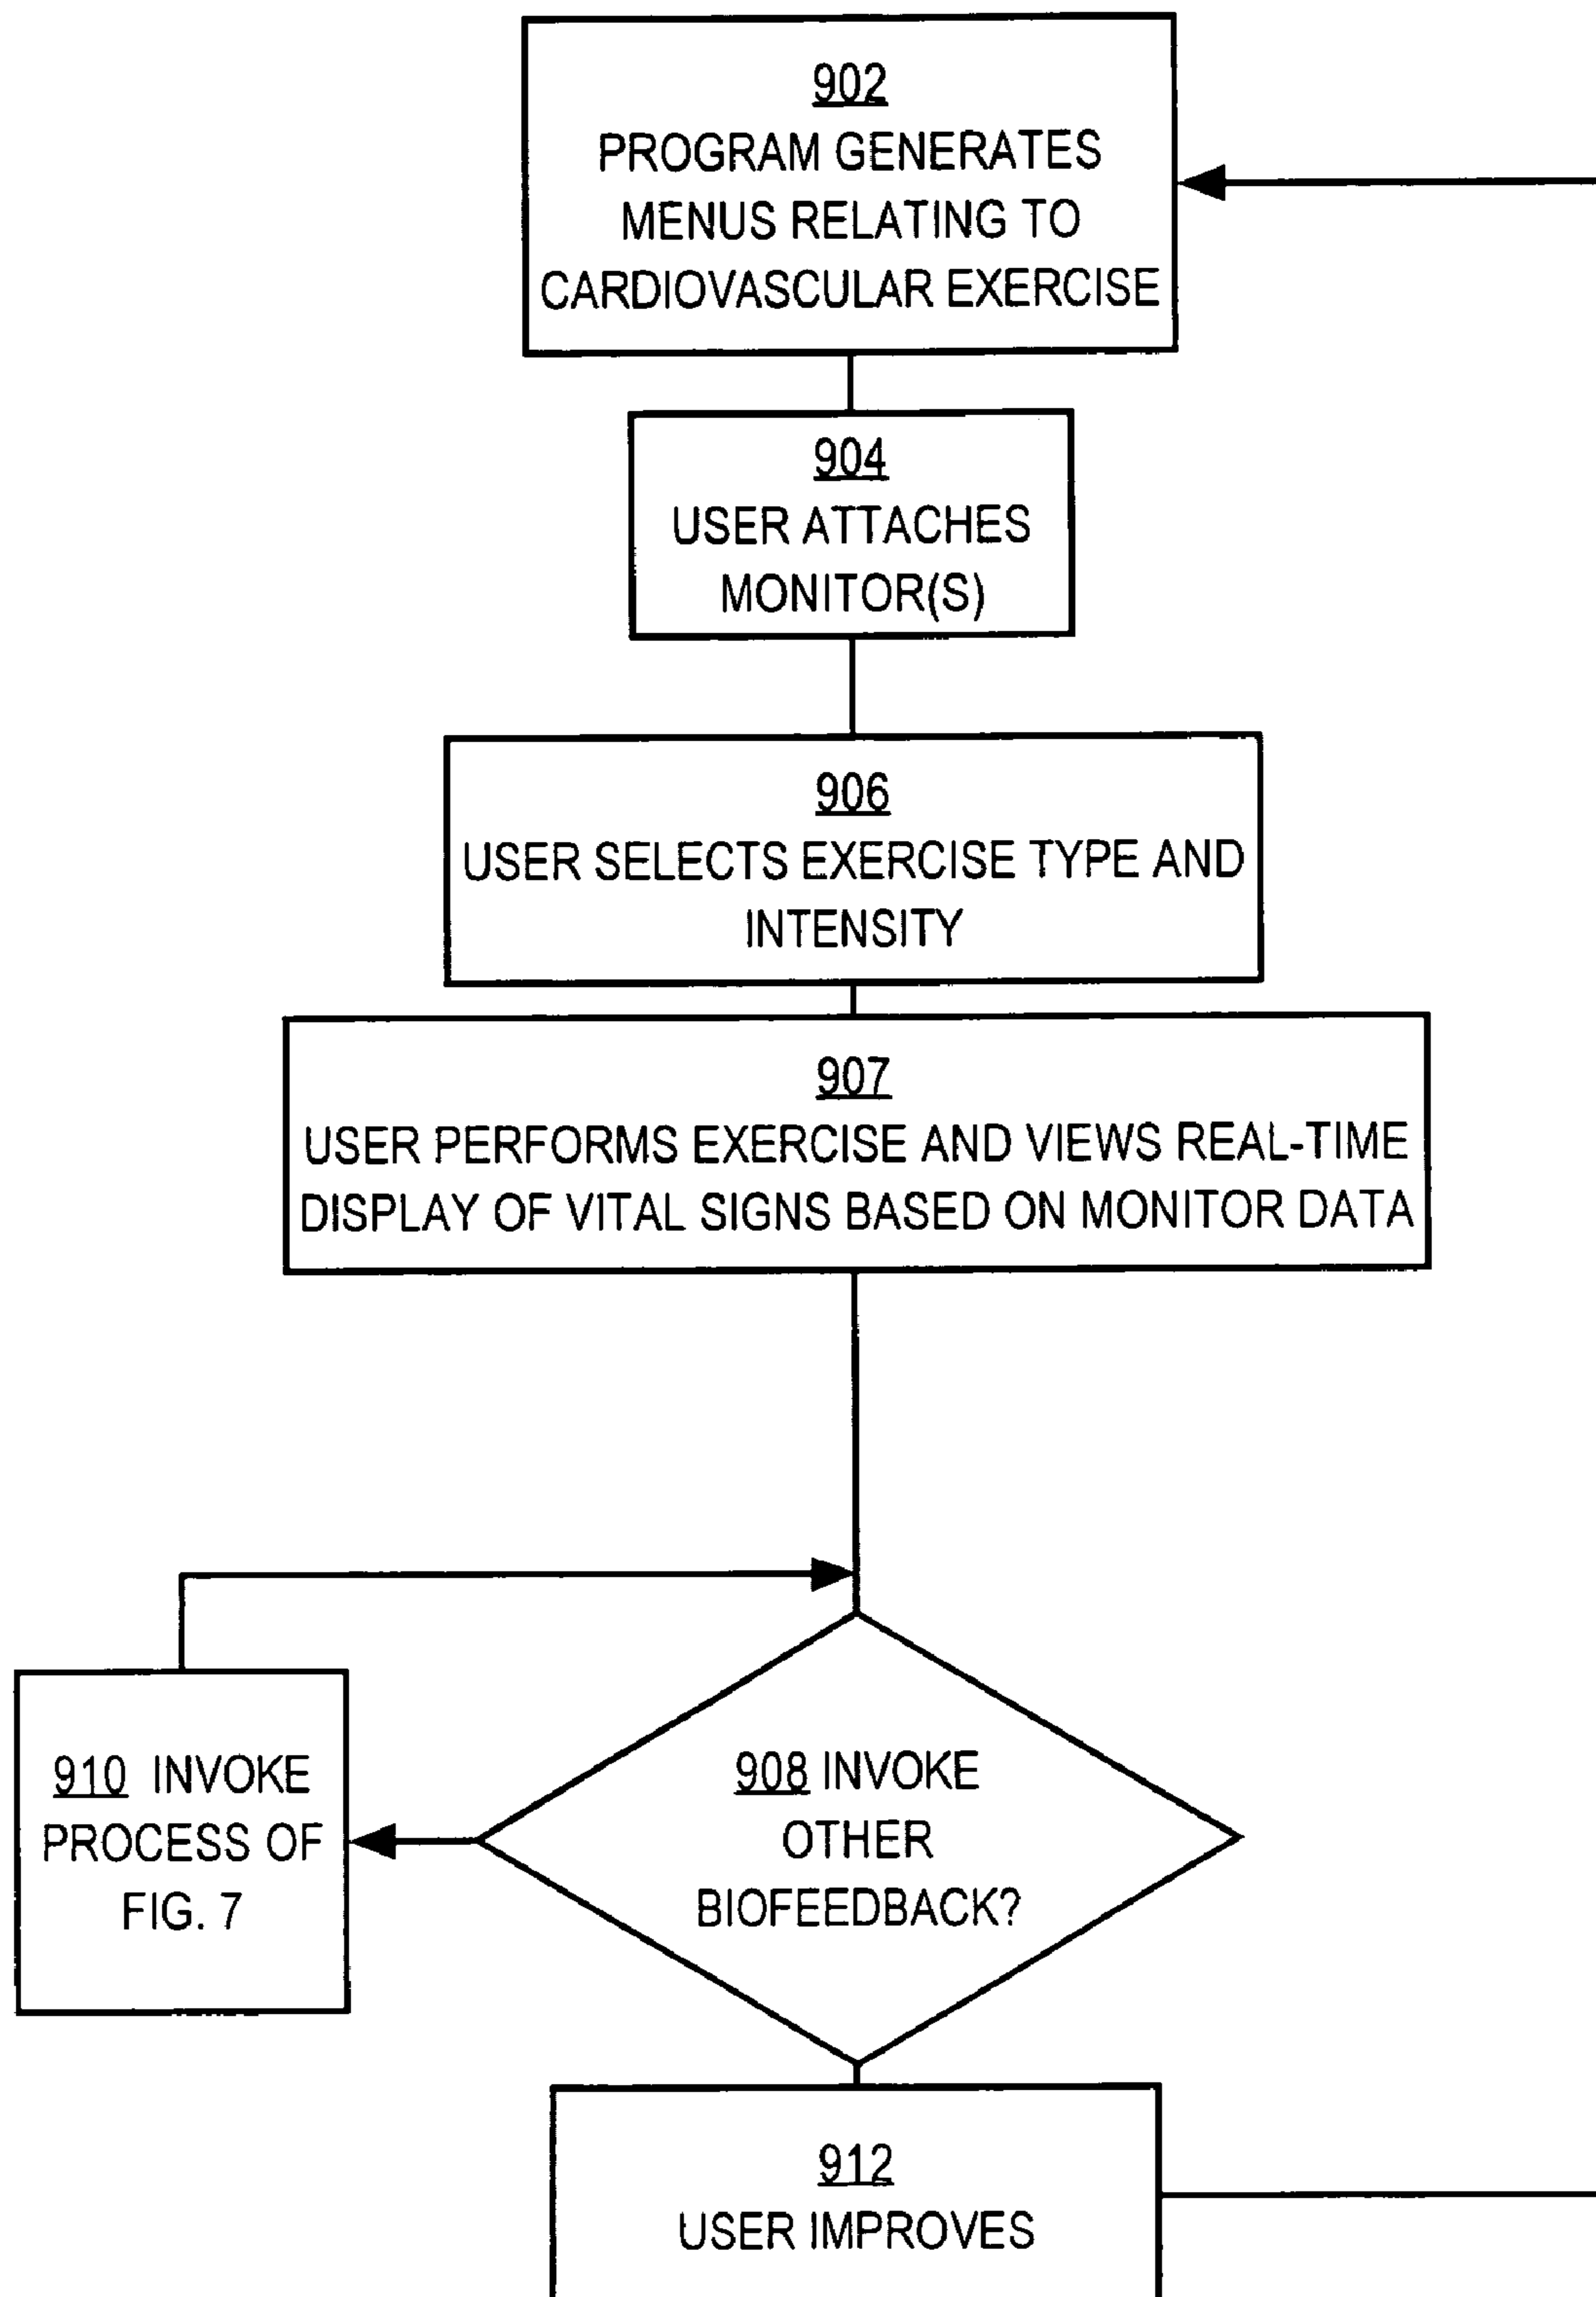 902
PROGRAM GENERATES
MENUS RELATING TO
CARDIOVASCULAR EXERCISE
904
USER ATTACHES
MONITOR(S)
906
USER SELECTS EXERCISE TYPE AND
INTENSITY
907
USER PERFORMS EXERCISE AND VIEWS REAL-TIME
DISPLAY OF VITAL SIGNS BASED ON MONITOR DATA
908 INVOKE
OTHER
BIOFEEDBACK?
910 INVOKE
PROCESS OF
FIG. 7
912
USER IMPROVES